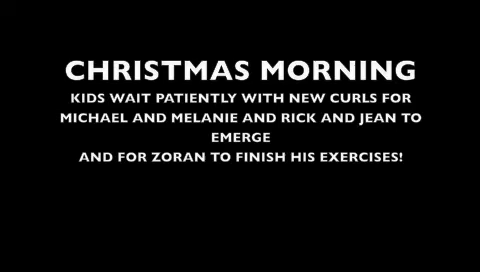 CHRISTMAS MORNING
KIDS WAIT PATIENTLY WITH NEW CURLS FOR
MICHAEL AND MELANIE AND RICK AND JEAN TO
EMERGE
AND FOR ZORAN TO FINISH HIS EXERCISES!